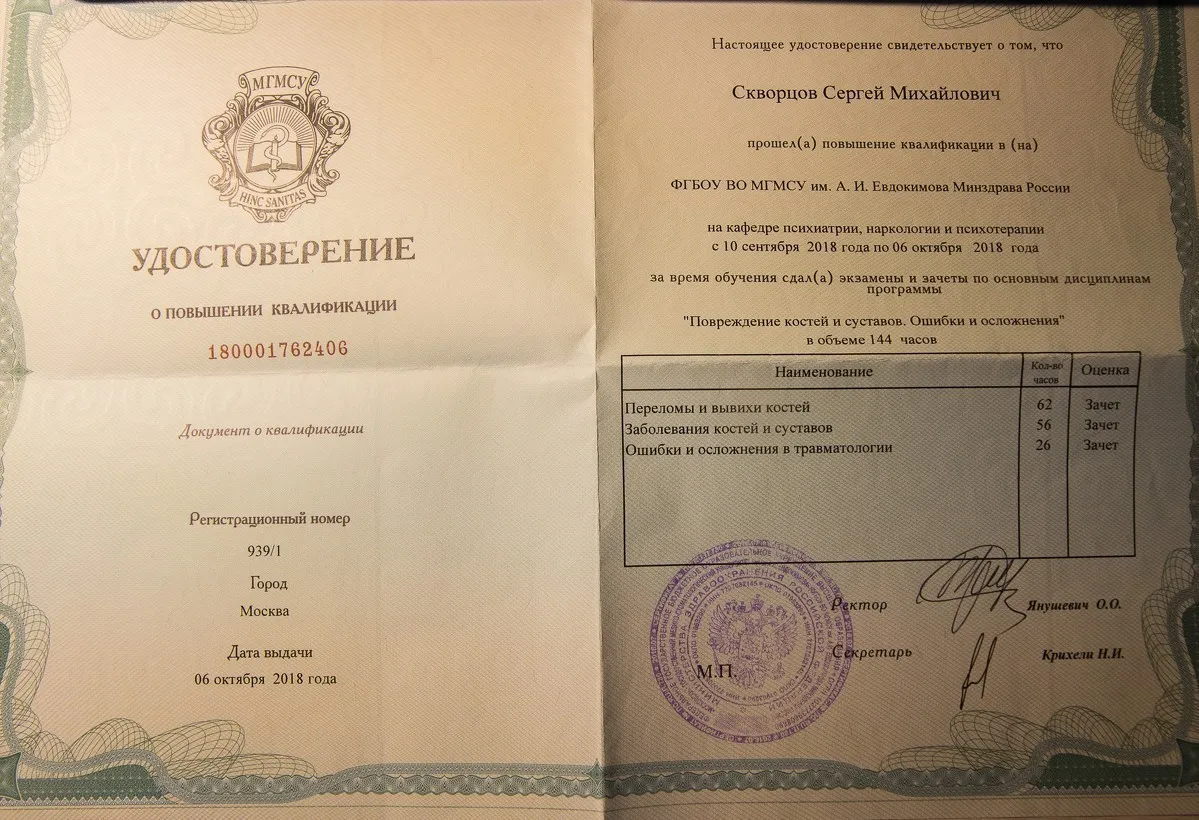 МГМСУ
HINC SANITAS
УДОСТОВЕРЕНИЕ
О ПОВЫШЕНИИ КВАЛИФИКАЦИИ
180001762406
Документ о квалификации
Регистрационный номер
939/1
Город
Москва
Дата выдачи
06 октября 2018 года
Настоящее удостоверение свидетельствует о том, что
Скворцов Сергей Михайлович
прошел(а) повышение квалификации в (на)
ФГБОУ ВО МГМСУ им. А. И. Евдокимова Минздрава России
на кафедре психиатрии, наркологии и психотерапии
с 10 сентября 2018 года по 06 октября 2018 года
за время обучения сдал(а) экзамены и зачеты по основным дисциплинам
программы
"Повреждение костей и суставов. Ошибки и осложнения"
в объеме 144 часов
Наименование Кол-во часов Оценка
Переломы и вывихи костей 62 Зачет
Заболевания костей и суставов 56 Зачет
Ошибки и осложнения в травматологии 26 Зачет
ЗДРАВООХРАНЕНИЯ РОССИЙСКОЙ
Ректор Янушевич О.О.
Секретарь Крихели Н.И.
М.П.